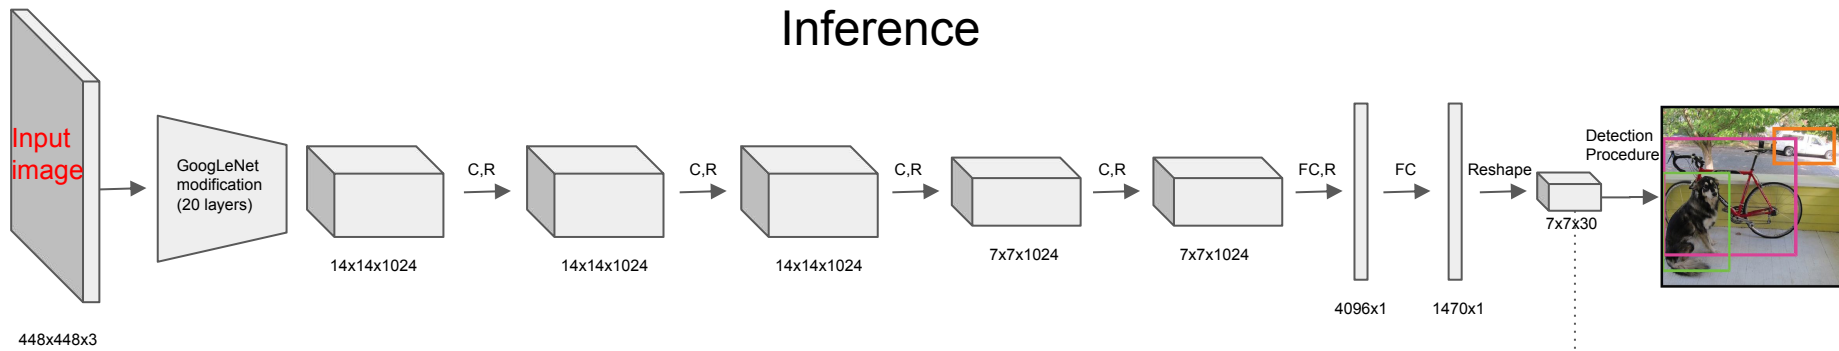 Inference
Input
image
448x448x3
GoogLeNet
modification
(20 layers)
14x14x1024
C,R
14x14x1024
C,R
14x14x1024
C,R
7x7x1024
C,R
7x7x1024
FC,R
4096x1
FC
1470x1
Reshape
7x7x30
Detection
Procedure